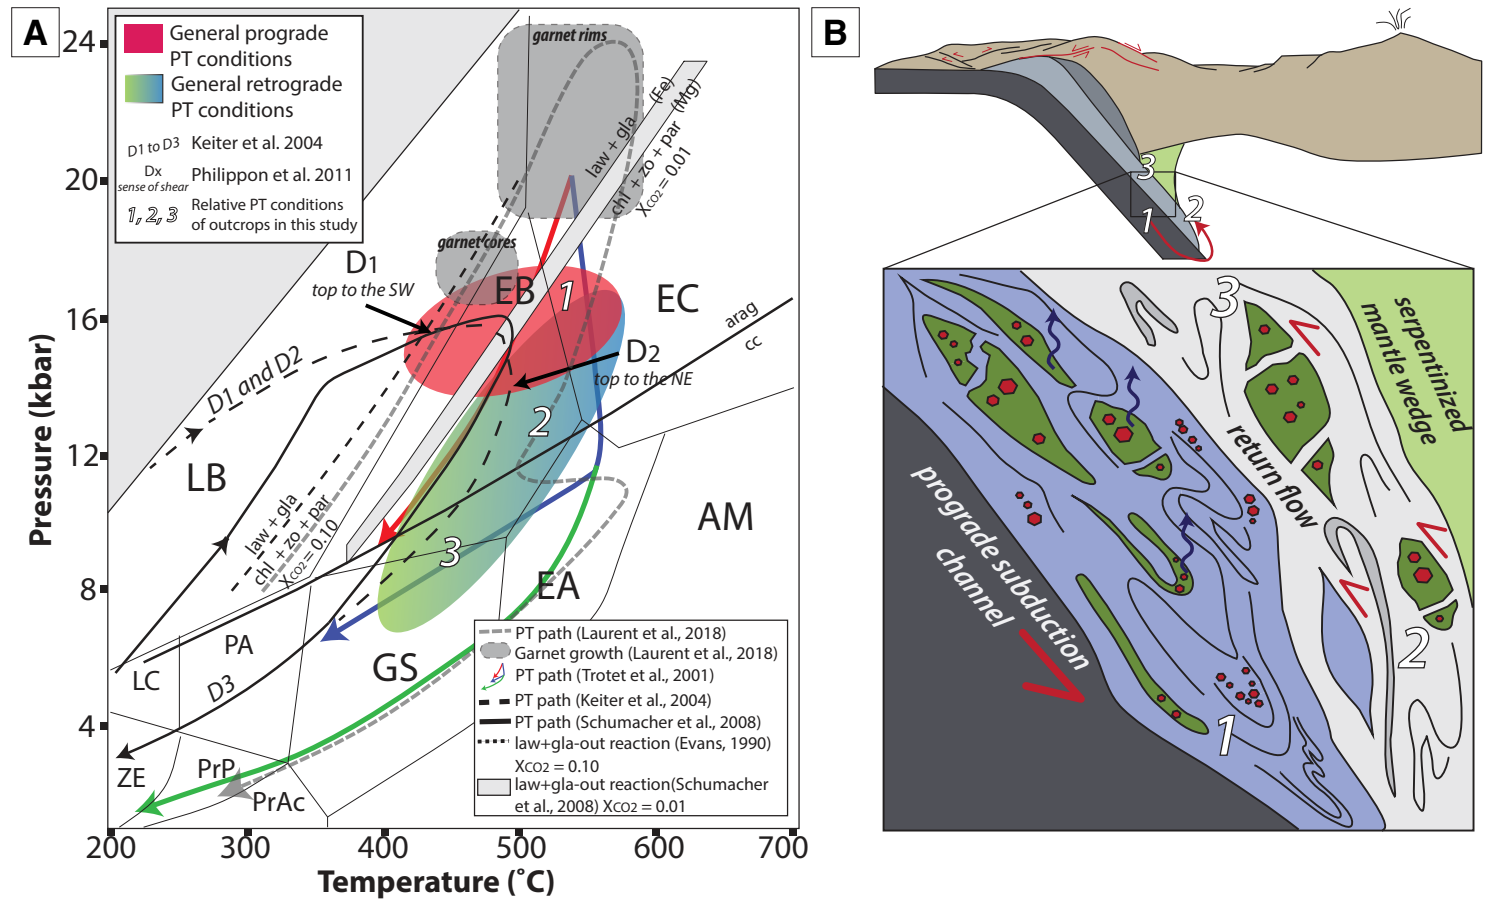 A
24
20
16
12
8
4
Pressure (kbar)
200
300
400
500
600
700
Temperature (˚C)
General prograde
PT conditions
General retrograde
PT conditions
D1 to D3
Keiter et al. 2004
Dx
sense of shear
Philippon et al. 2011
1, 2, 3
Relative PT conditions
of outcrops in this study
garnet rims
garnet cores
D1
top to the SW
EB
1
EC
law + gla (Fe)
chl + zo + par (Mg)
XCO2 = 0.01
arag
cc
D2
top to the NE
D1 and D2
LB
2
law + gla
chl + zo + par
XCO2 = 0.10
3
AM
EA
PA
LC
D3
GS
ZE
PrP
PrAc
PT path (Laurent et al., 2018)
Garnet growth (Laurent et al., 2018)
PT path (Trotet et al., 2001)
PT path (Keiter et al., 2004)
PT path (Schumacher et al., 2008)
law+gla-out reaction (Evans, 1990)
XCO2 = 0.10
law+gla-out reaction(Schumacher
et al., 2008) XCO2 = 0.01
B
3
1
2
3
serpentinized
mantle wedge
return flow
prograde subduction
channel
2
1